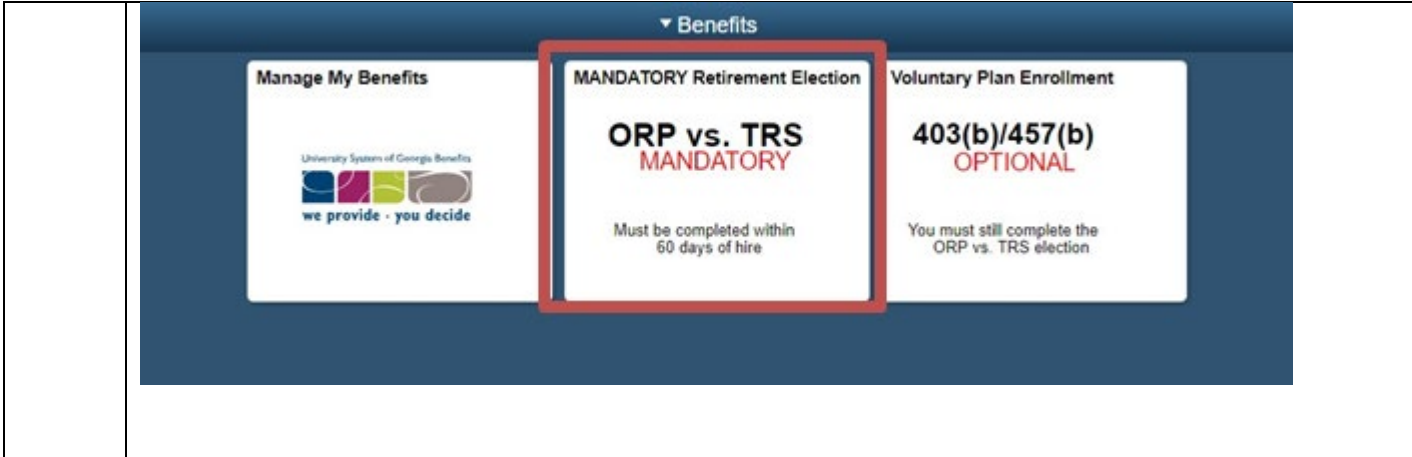 Benefits
Manage My Benefits
University System of Georgia Benefits
we provide - you decide
MANDATORY Retirement Election
ORP vs. TRS
MANDATORY
Must be completed within
60 days of hire
Voluntary Plan Enrollment
403(b)/457(b)
OPTIONAL
You must still complete the
ORP vs. TRS election